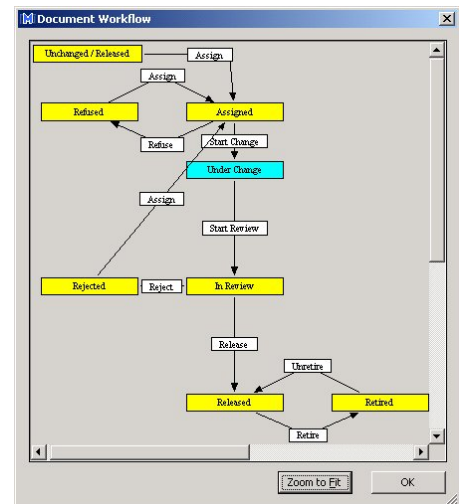 Document Workflow
Unchanged / Released
Assign
Assign
Refused
Assigned
Refuse
Start Change
Under Change
Assign
Start Review
Rejected
Reject
In Review
Release
Unretire
Released
Retired
Retire
Zoom to Fit
OK